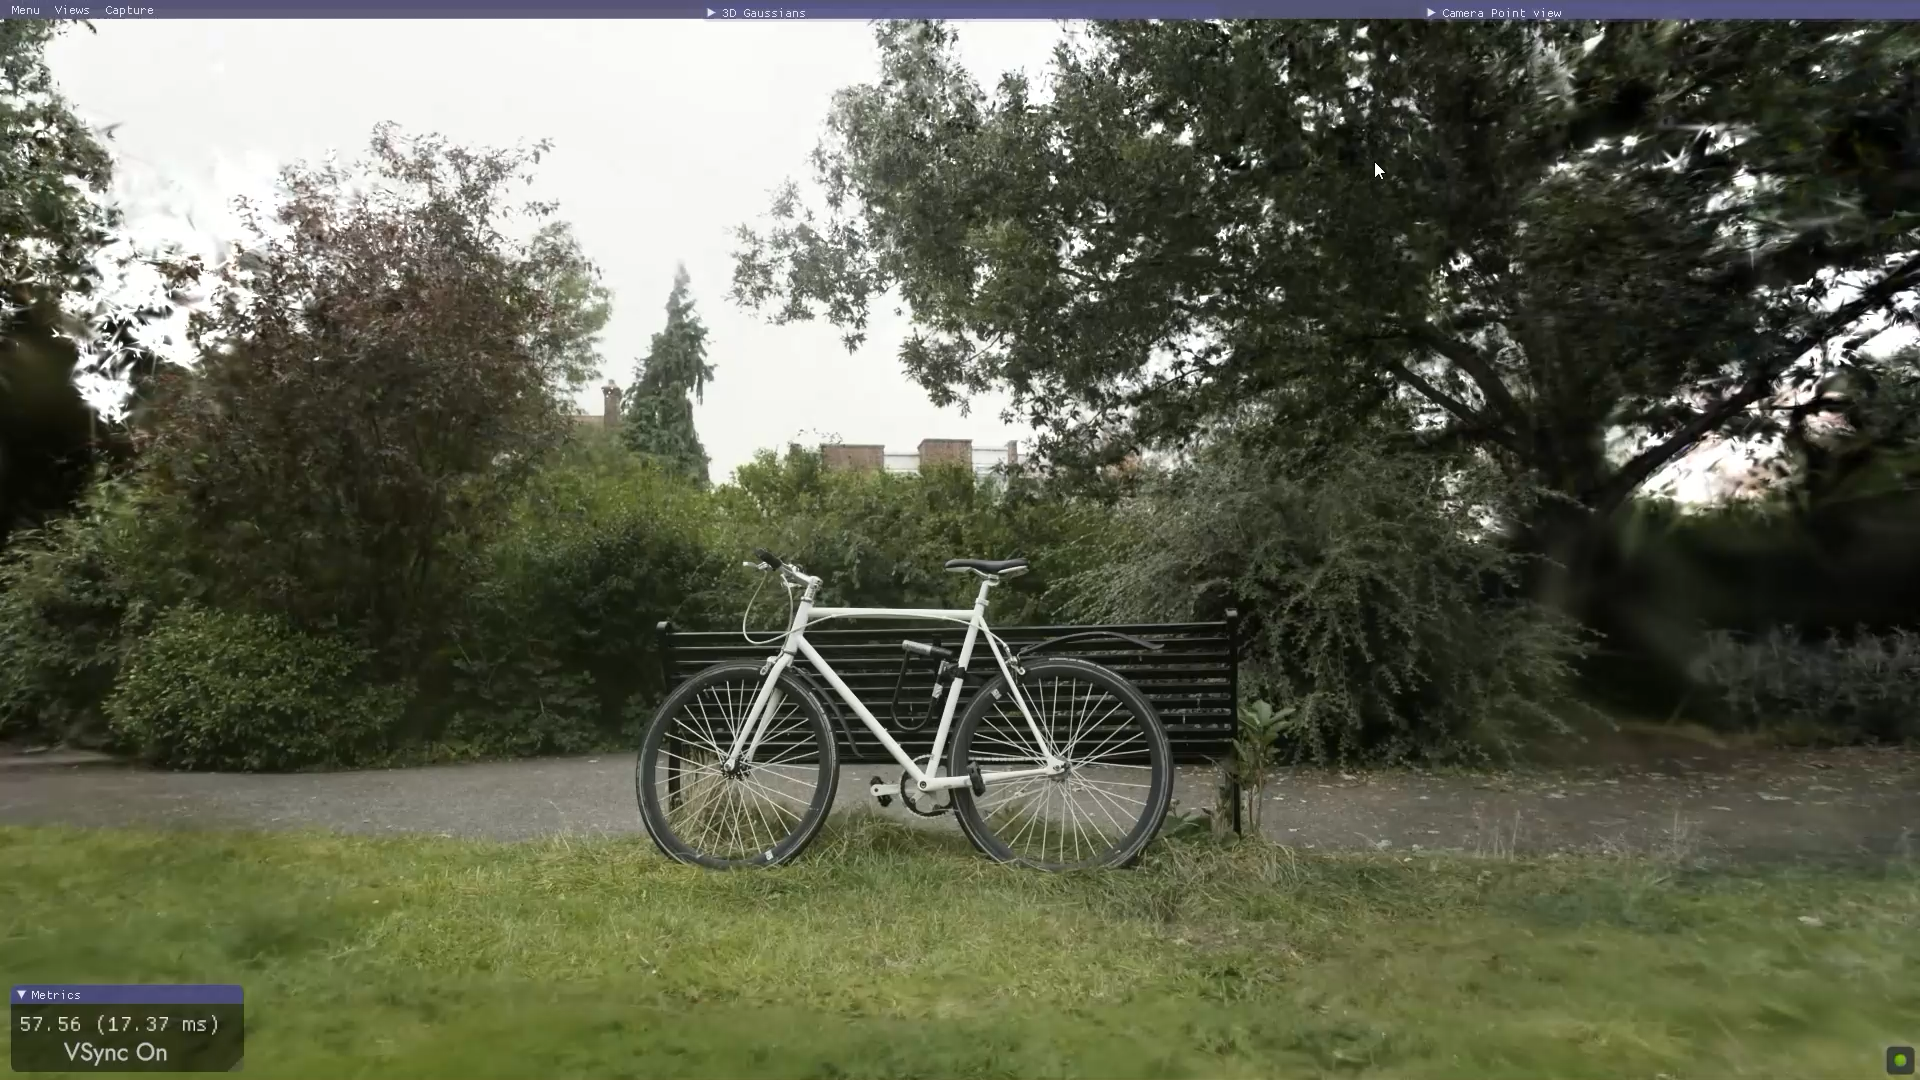 Menu Views Capture
3D Gaussians
Camera Point view
Metrics
57.56 (17.37 ms)
VSync On